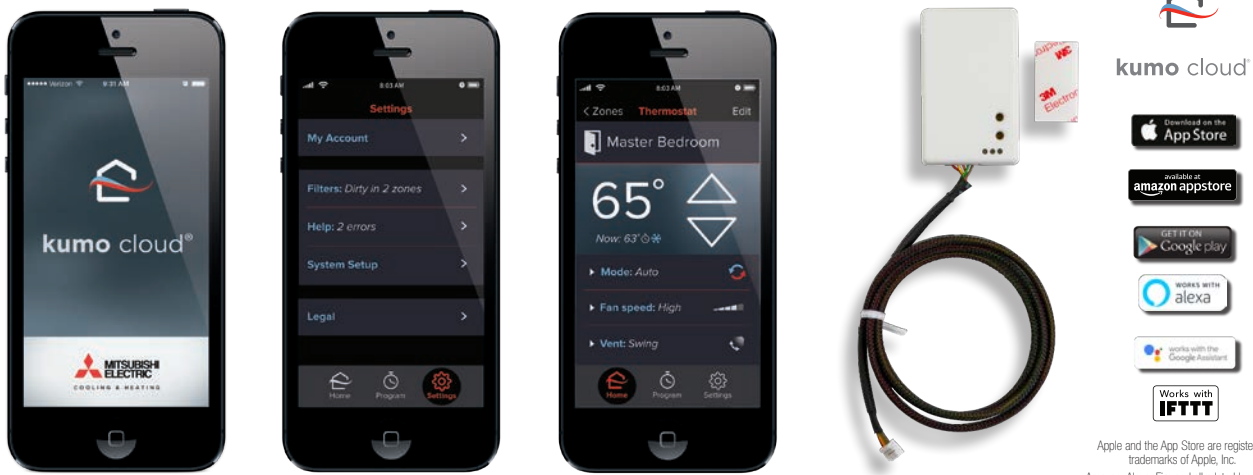 Verizon
9:31 AM
kumo cloud®
MITSUBISHI
ELECTRIC
COOLING & HEATING
8:03 AM
Settings
My Account
Filters: Dirty in 2 zones
Help: 2 errors
System Setup
Legal
Home Program Settings
8:03 AM
< Zones Thermostat Edit
Master Bedroom
65°
Now: 63°
Mode: Auto
Fan speed: High
Vent: Swing
Home Program Settings
3M
3M
Electron
kumo cloud®
Download on the
App Store
available at
amazon appstore
GET IT ON
Google play
WORKS WITH
alexa
works with the
Google Assistant
Works with
IFTTT
Apple and the App Store are registe
trademarks of Apple, Inc.